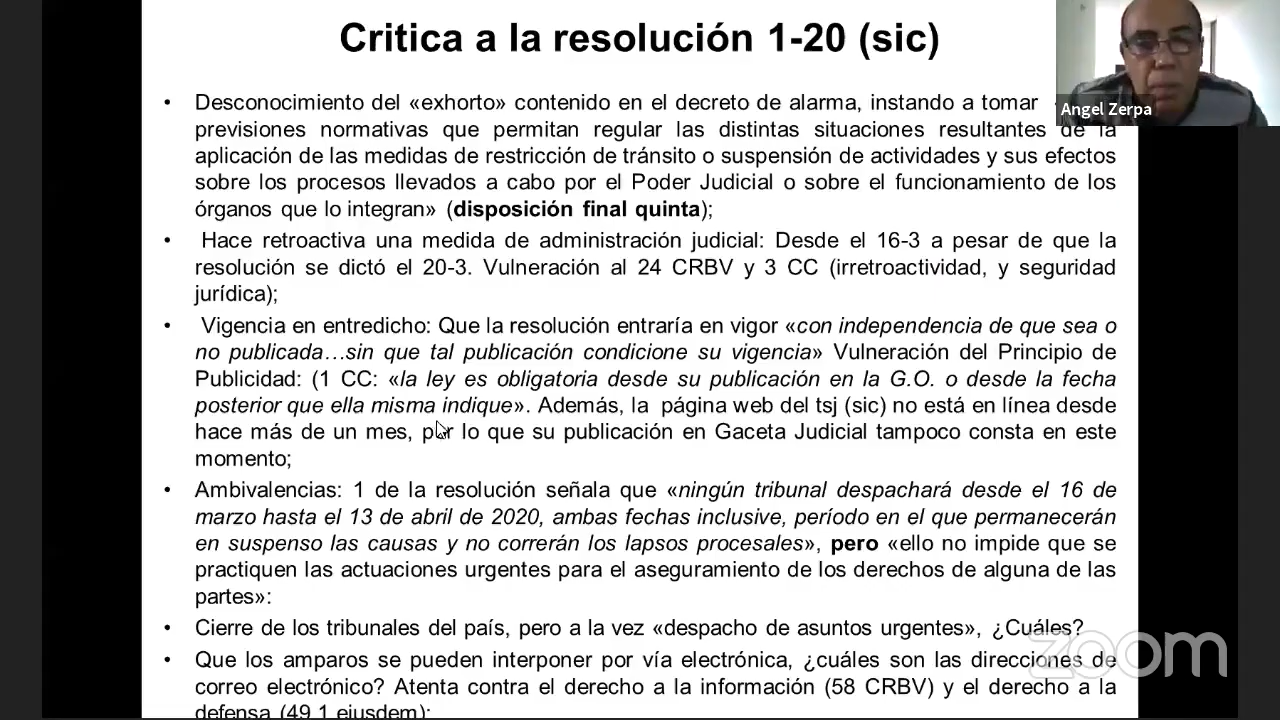 Critica a la resolución 1-20 (sic)
• Desconocimiento del «exhorto» contenido en el decreto de alarma, instando a tomar
previsiones normativas que permitan regular las distintas situaciones resultantes de la
aplicación de las medidas de restricción de tránsito o suspensión de actividades y sus efectos
sobre los procesos llevados a cabo por el Poder Judicial o sobre el funcionamiento de los
órganos que lo integran» (disposición final quinta);
• Hace retroactiva una medida de administración judicial: Desde el 16-3 a pesar de que la
resolución se dictó el 20-3. Vulneración al 24 CRBV y 3 CC (irretroactividad, y seguridad
jurídica);
• Vigencia en entredicho: Que la resolución entraría en vigor «con independencia de que sea o
no publicada…sin que tal publicación condicione su vigencia» Vulneración del Principio de
Publicidad: (1 CC: «la ley es obligatoria desde su publicación en la G.O. o desde la fecha
posterior que ella misma indique». Además, la página web del tsj (sic) no está en línea desde
hace más de un mes, por lo que su publicación en Gaceta Judicial tampoco consta en este
momento;
• Ambivalencias: 1 de la resolución señala que «ningún tribunal despachará desde el 16 de
marzo hasta el 13 de abril de 2020, ambas fechas inclusive, período en el que permanecerán
en suspenso las causas y no correrán los lapsos procesales», pero «ello no impide que se
practiquen las actuaciones urgentes para el aseguramiento de los derechos de alguna de las
partes»:
• Cierre de los tribunales del país, pero a la vez «despacho de asuntos urgentes», ¿Cuáles?
• Que los amparos se pueden interponer por vía electrónica, ¿cuáles son las direcciones de
correo electrónico? Atenta contra el derecho a la información (58 CRBV) y el derecho a la
defensa (49.1 ejusdem);
Angel Zerpa
zoom